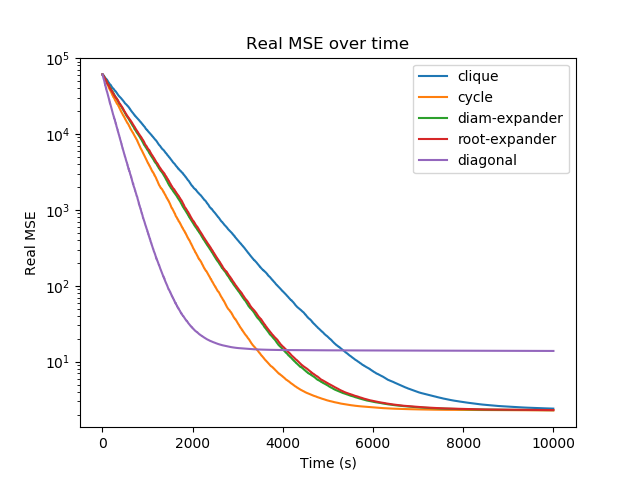 Real MSE over time
Real MSE
10^5
10^4
10^3
10^2
10^1
clique
cycle
diam-expander
root-expander
diagonal
0 2000 4000 6000 8000 10000
Time (s)